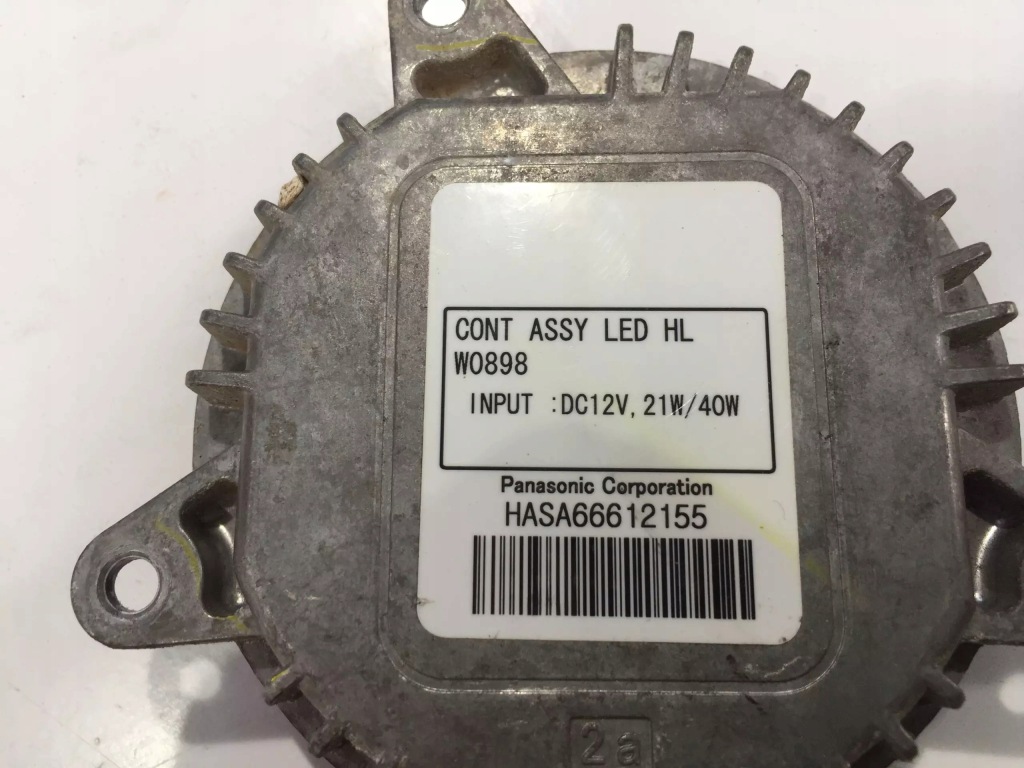 CONT ASSY LED HL
W0898
INPUT :DC12V, 21W/40W
Panasonic Corporation
HASA66612155
2a